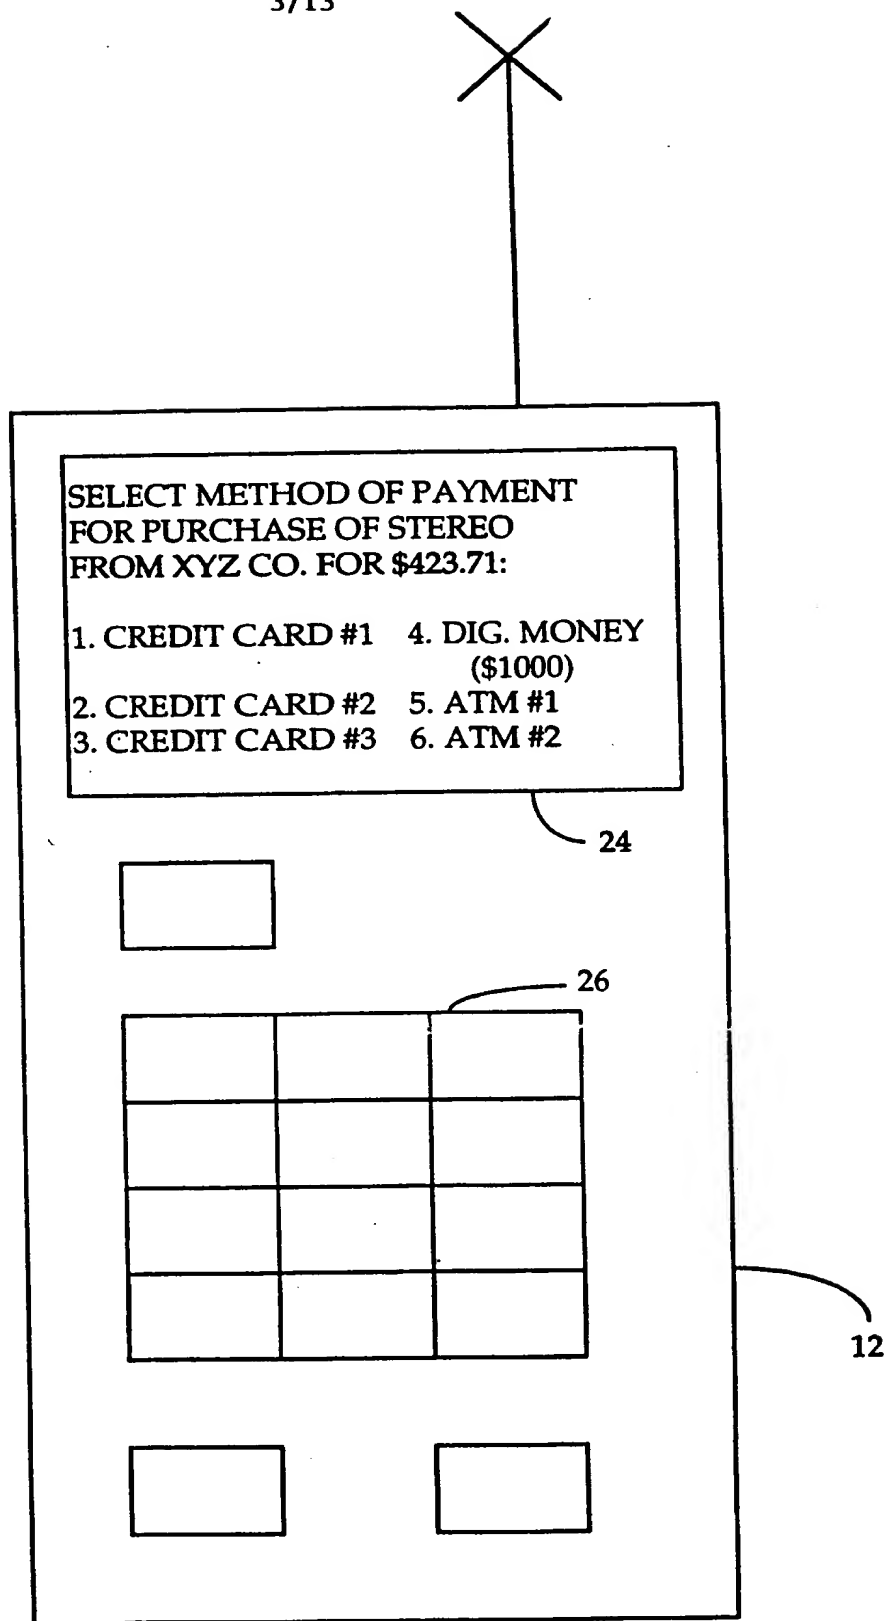 3/13
SELECT METHOD OF PAYMENT
FOR PURCHASE OF STEREO
FROM XYZ CO. FOR $423.71:
1. CREDIT CARD #1 4. DIG. MONEY
($1000)
2. CREDIT CARD #2 5. ATM #1
3. CREDIT CARD #3 6. ATM #2
24
26
12